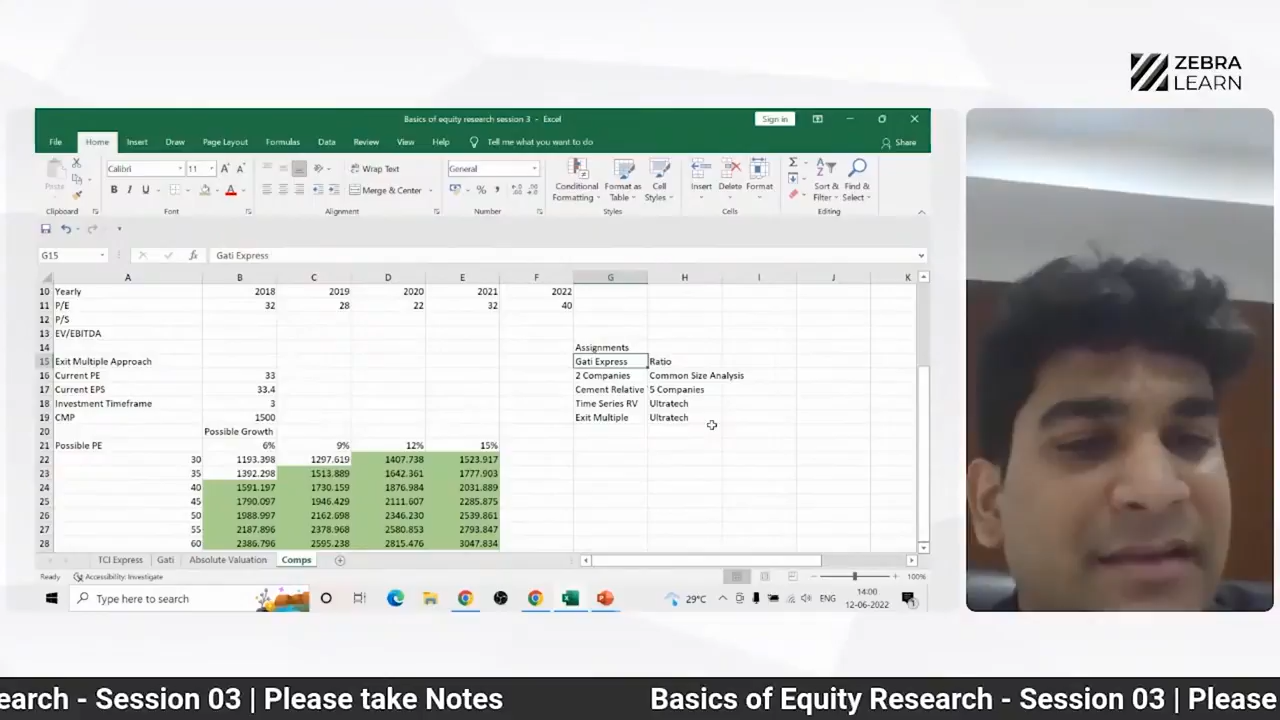 ZEBRA
LEARN
Basics of equity research session 3 - Excel
Sign in
File Home Insert Draw Page Layout Formulas Data Review View Help Tell me what you want to do
Share
Paste
Calibri 11
B I U
Wrap Text
Merge & Center
General
Conditional Formatting
Format as Table
Cell Styles
Insert Delete Format
Sort & Filter
Find & Select
Clipboard Font Alignment Number Styles Cells Editing
G15 fx Gati Express
A B C D E F G H I J K
10 Yearly 2018 2019 2020 2021 2022
11 P/E 32 28 22 32 40
12 P/S
13 EV/EBITDA
14 Assignments
15 Exit Multiple Approach Gati Express Ratio
16 Current PE 33 2 Companies Common Size Analysis
17 Current EPS 33.4 Cement Relative 5 Companies
18 Investment Timeframe 3 Time Series RV Ultratech
19 CMP 1500 Exit Multiple Ultratech
20 Possible Growth
21 Possible PE 6% 9% 12% 15%
22 30 1193.398 1297.619 1407.738 1523.917
23 35 1392.298 1513.889 1642.361 1777.903
24 40 1591.197 1730.159 1876.984 2031.889
25 45 1790.097 1946.429 2111.607 2285.875
26 50 1988.997 2162.698 2346.230 2539.861
27 55 2187.896 2378.968 2580.853 2793.847
28 60 2386.796 2595.238 2815.476 3047.834
TCI Express Gati Absolute Valuation Comps
Ready Accessibility: Investigate 100%
Type here to search
29°C ENG 14:00
12-06-2022
earch - Session 03 | Please take Notes Basics of Equity Research - Session 03 | Please